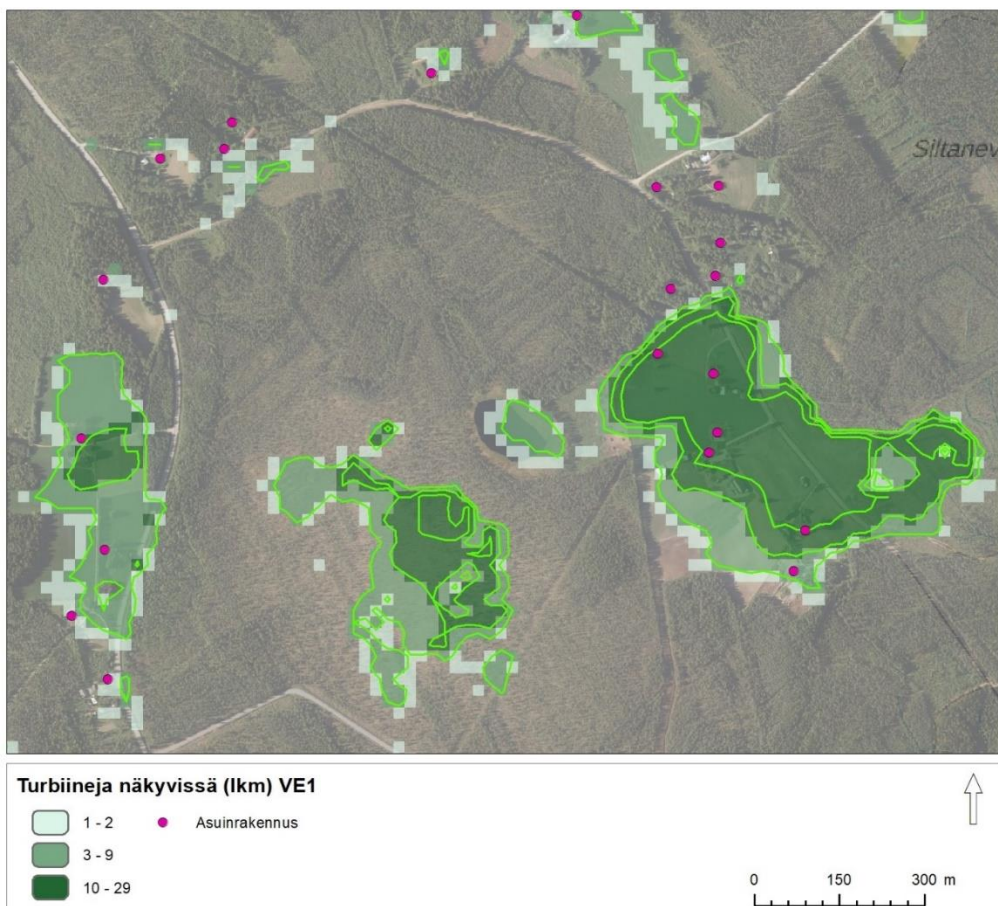 Siltanev
Turbiineja näkyvissä (lkm) VE1
1 - 2
Asuinrakennus
3 - 9
10 - 29
0 150 300 m